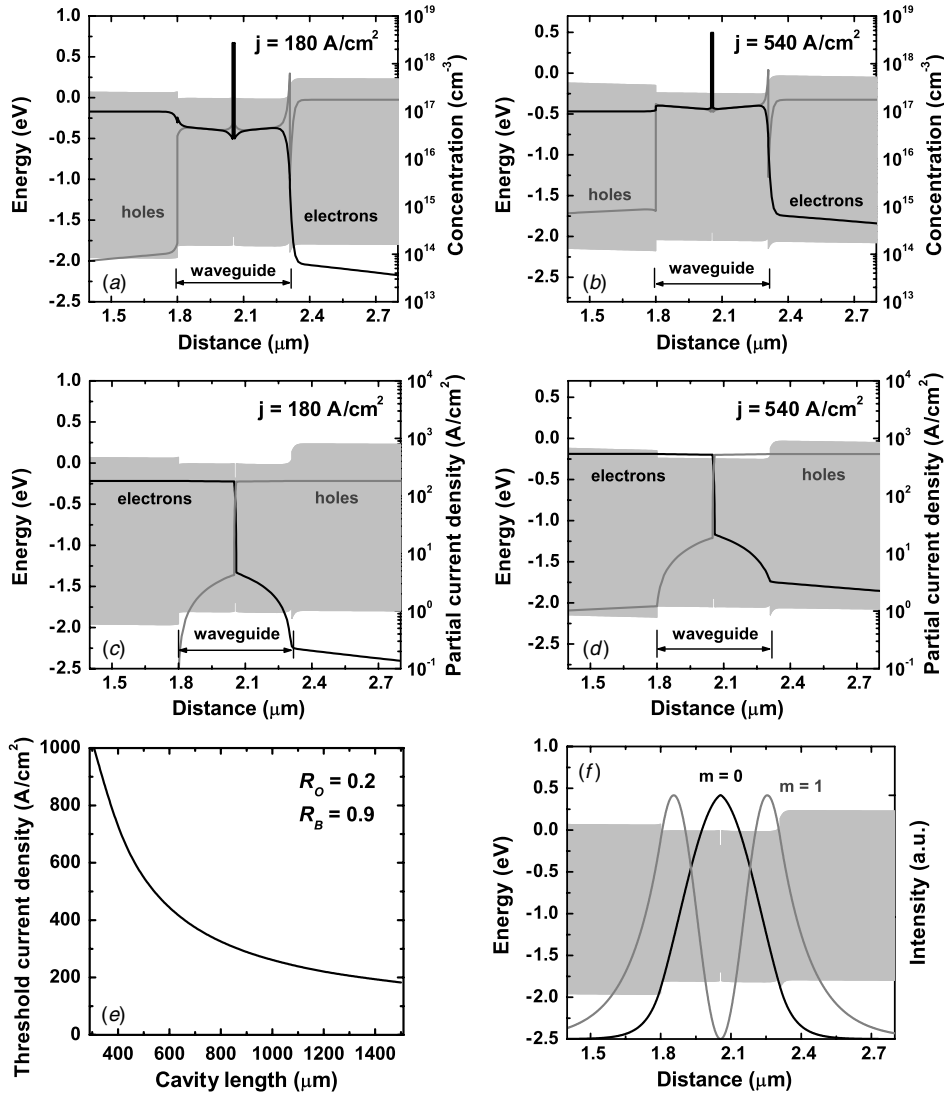 j = 180 A/cm²
1.0
0.5
0.0
-0.5
-1.0
-1.5
-2.0
-2.5
Energy (eV)
10¹⁹
10¹⁸
10¹⁷
10¹⁶
10¹⁵
10¹⁴
10¹³
Concentration (cm⁻³)
holes
electrons
waveguide
(a)
1.5 1.8 2.1 2.4 2.7
Distance (μm)
j = 540 A/cm²
0.5
0.0
-0.5
-1.0
-1.5
-2.0
-2.5
Energy (eV)
10¹⁹
10¹⁸
10¹⁷
10¹⁶
10¹⁵
10¹⁴
10¹³
Concentration (cm⁻³)
holes
electrons
waveguide
(b)
1.5 1.8 2.1 2.4 2.7
Distance (μm)
j = 180 A/cm²
1.0
0.5
0.0
-0.5
-1.0
-1.5
-2.0
-2.5
Energy (eV)
10⁴
10³
10²
10¹
10⁰
10⁻¹
Partial current density (A/cm²)
electrons
holes
waveguide
(c)
1.5 1.8 2.1 2.4 2.7
Distance (μm)
j = 540 A/cm²
0.5
0.0
-0.5
-1.0
-1.5
-2.0
-2.5
Energy (eV)
10⁴
10³
10²
10¹
10⁰
10⁻¹
Partial current density (A/cm²)
electrons
holes
waveguide
(d)
1.5 1.8 2.1 2.4 2.7
Distance (μm)
1000
800
600
400
200
0
Threshold current density (A/cm²)
R_O = 0.2
R_B = 0.9
(e)
400 600 800 1000 1200 1400
Cavity length (μm)
1.0
0.5
0.0
-0.5
-1.0
-1.5
-2.0
-2.5
Energy (eV)
Intensity (a.u.)
(f)
m = 0
m = 1
1.5 1.8 2.1 2.4 2.7
Distance (μm)